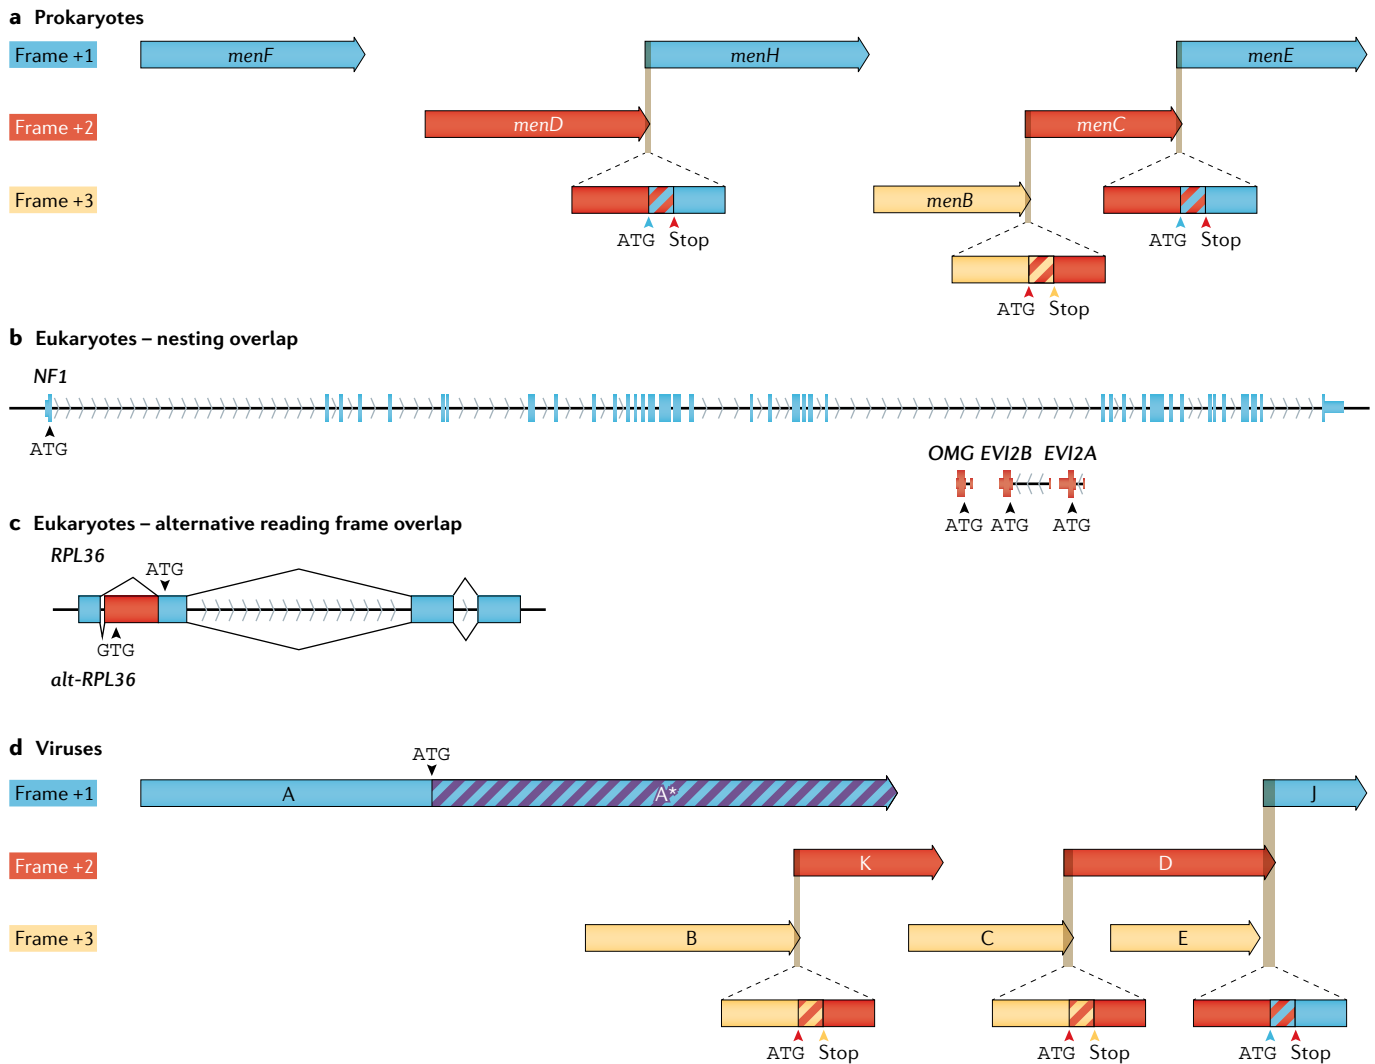 a Prokaryotes
Frame +1 menF menH menE
Frame +2 menD menC
Frame +3 menB
ATG Stop ATG Stop
ATG Stop
b Eukaryotes – nesting overlap
NF1
ATG
OMG EVI2B EVI2A
ATG ATG ATG
c Eukaryotes – alternative reading frame overlap
RPL36
ATG
GTG
alt-RPL36
d Viruses
ATG
Frame +1 A A* J
Frame +2 K D
Frame +3 B C E
ATG Stop ATG Stop ATG Stop